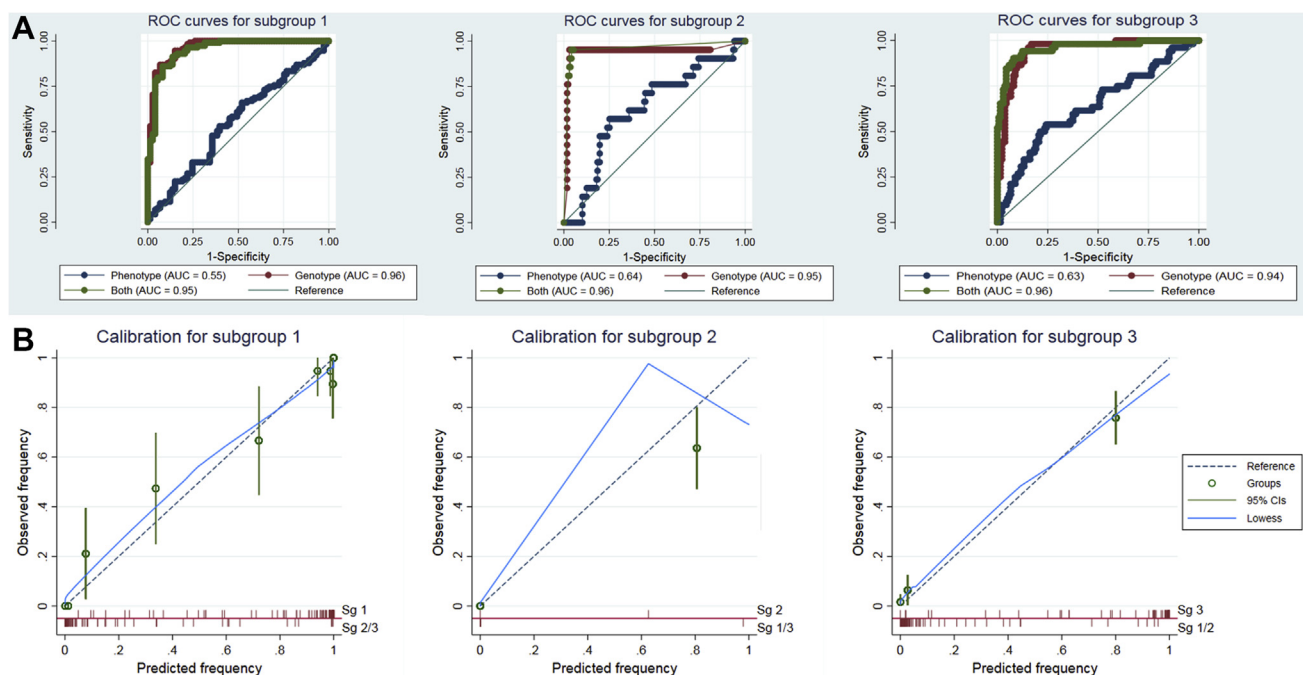 A
ROC curves for subgroup 1
ROC curves for subgroup 2
ROC curves for subgroup 3
Sensitivity
1.00
0.75
0.50
0.25
0.00
0.00 0.25 0.50 0.75 1.00
1-Specificity
Phenotype (AUC = 0.55) Genotype (AUC = 0.96)
Both (AUC = 0.95) Reference
Sensitivity
1.00
0.75
0.50
0.25
0.00
0.00 0.25 0.50 0.75 1.00
1-Specificity
Phenotype (AUC = 0.64) Genotype (AUC = 0.95)
Both (AUC = 0.96) Reference
Sensitivity
1.00
0.75
0.50
0.25
0.00
0.00 0.25 0.50 0.75 1.00
1-Specificity
Phenotype (AUC = 0.63) Genotype (AUC = 0.94)
Both (AUC = 0.96) Reference
B
Calibration for subgroup 1
Calibration for subgroup 2
Calibration for subgroup 3
Observed frequency
1
.8
.6
.4
.2
0
Sg 1
Sg 2/3
0 .2 .4 .6 .8 1
Predicted frequency
Observed frequency
1
.8
.6
.4
.2
0
Sg 2
Sg 1/3
0 .2 .4 .6 .8 1
Predicted frequency
Observed frequency
1
.8
.6
.4
.2
0
Sg 3
Sg 1/2
0 .2 .4 .6 .8 1
Predicted frequency
Reference
Groups
95% CIs
Lowess